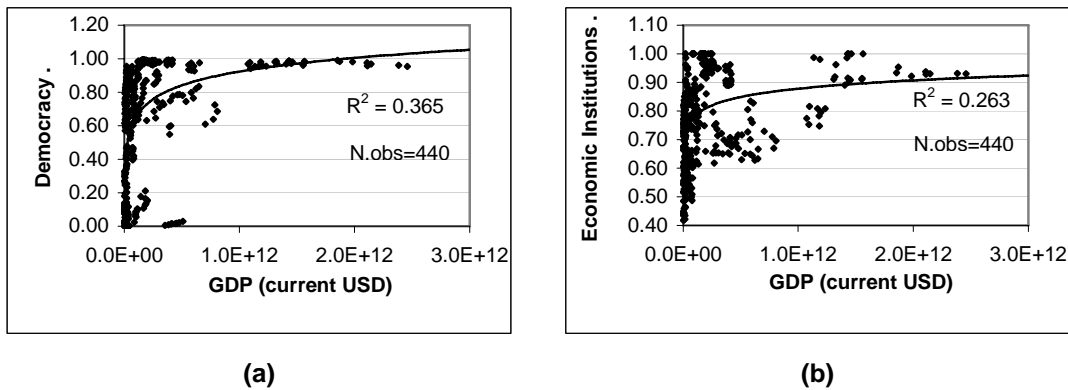 Democracy .
1.20
1.00
0.80
0.60
0.40
0.20
0.00
R² = 0.365
N.obs=440
0.0E+00 1.0E+12 2.0E+12 3.0E+12
GDP (current USD)
(a)
Economic Institutions .
1.10
1.00
0.90
0.80
0.70
0.60
0.50
0.40
R² = 0.263
N.obs=440
0.0E+00 1.0E+12 2.0E+12 3.0E+12
GDP (current USD)
(b)